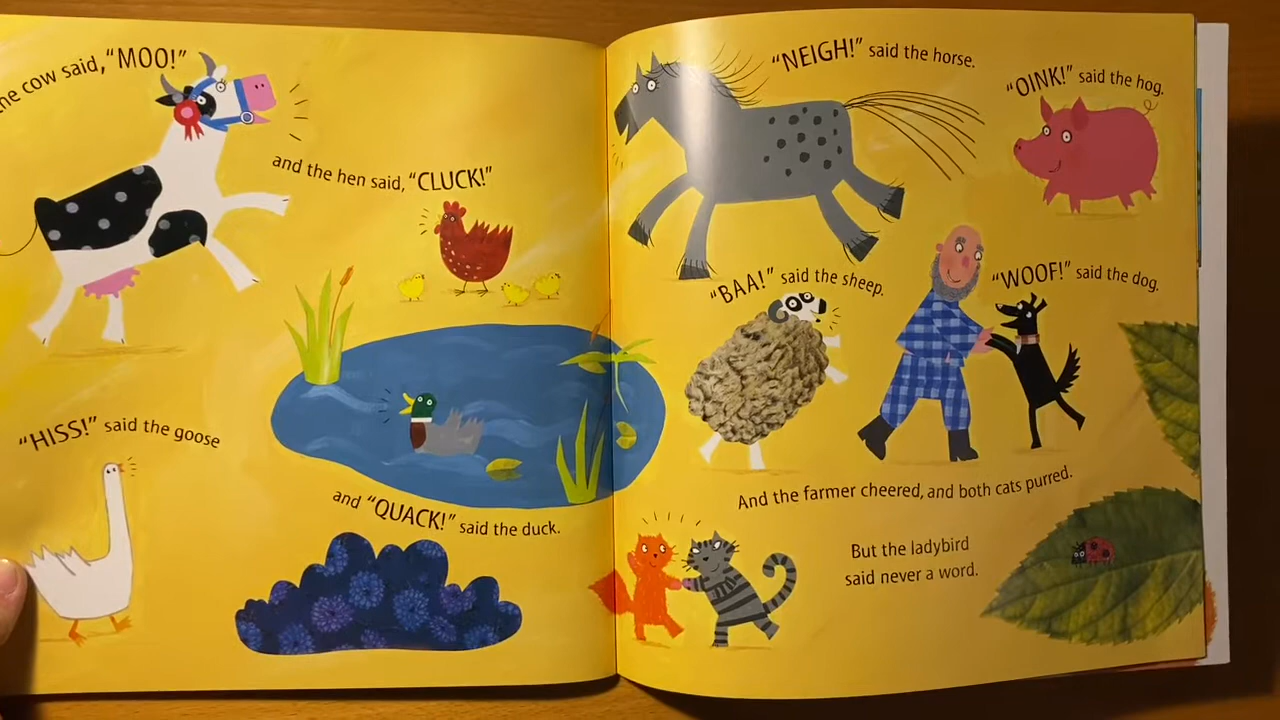 the cow said, "MOO!"
and the hen said, "CLUCK!"
"HISS!" said the goose
and "QUACK!" said the duck.
"NEIGH!" said the horse.
"OINK!" said the hog.
"BAA!" said the sheep.
"WOOF!" said the dog.
And the farmer cheered, and both cats purred.
But the ladybird
said never a word.